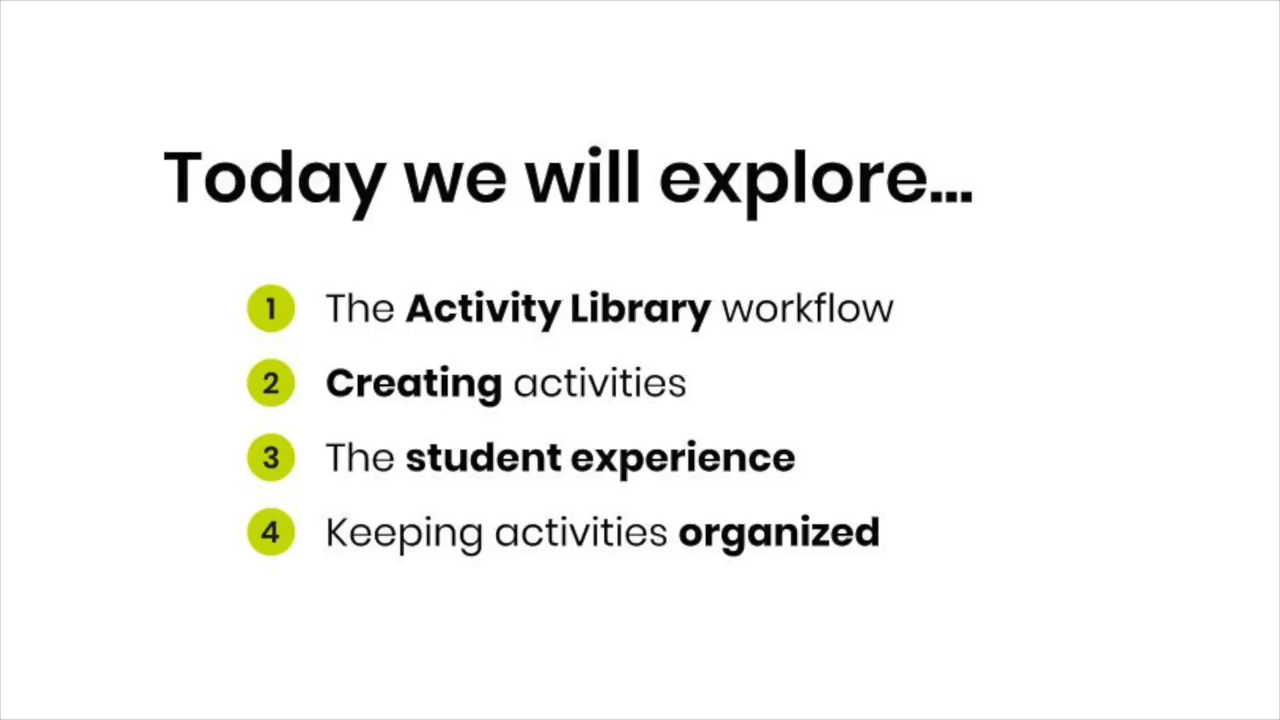 Today we will explore...
1 The Activity Library workflow
2 Creating activities
3 The student experience
4 Keeping activities organized